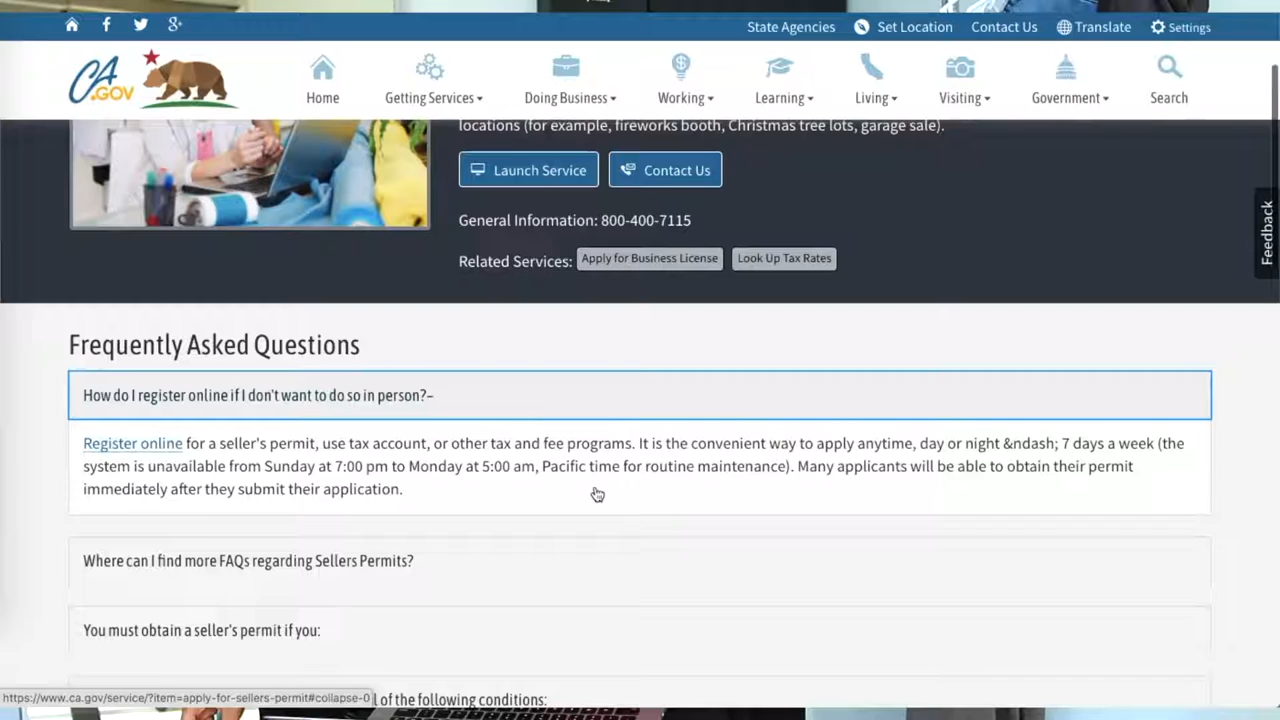 State Agencies Set Location Contact Us Translate Settings
CA.GOV
Home Getting Services Doing Business Working Learning Living Visiting Government Search
locations (for example, fireworks booth, Christmas tree lots, garage sale).
Launch Service Contact Us
General Information: 800-400-7115
Related Services: Apply for Business License Look Up Tax Rates
Feedback
Frequently Asked Questions
How do I register online if I don't want to do so in person?–
Register online for a seller's permit, use tax account, or other tax and fee programs. It is the convenient way to apply anytime, day or night &ndash; 7 days a week (the
system is unavailable from Sunday at 7:00 pm to Monday at 5:00 am, Pacific time for routine maintenance). Many applicants will be able to obtain their permit
immediately after they submit their application.
Where can I find more FAQs regarding Sellers Permits?
You must obtain a seller's permit if you:
https://www.ca.gov/service/?item=apply-for-sellers-permit#collapse-0
l of the following conditions: